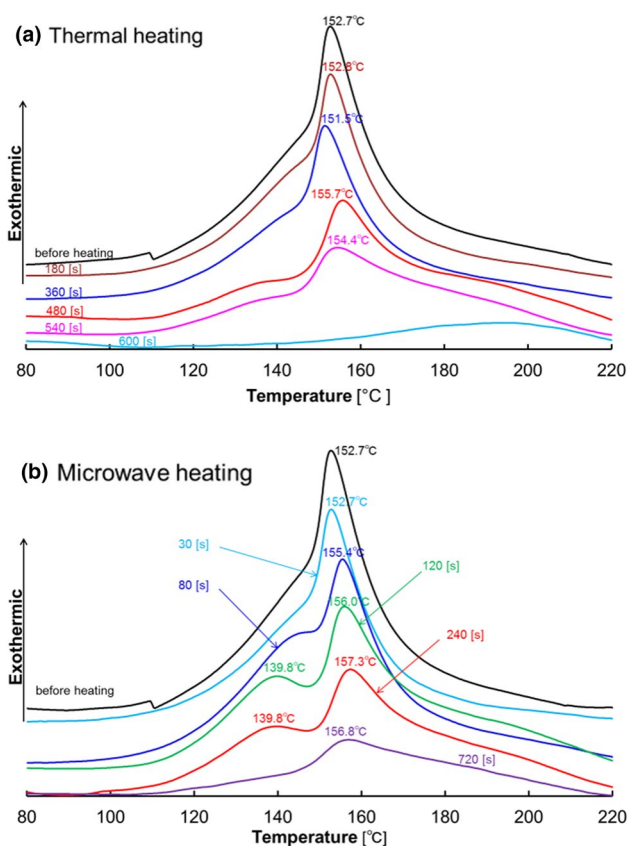 (a) Thermal heating
152.7°C
152.8°C
151.5°C
155.7°C
154.4°C
Exothermic
before heating
180 [s]
360 [s]
480 [s]
540 [s]
600 [s]
80 100 120 140 160 180 200 220
Temperature [°C ]
(b) Microwave heating
152.7°C
152.7°C
30 [s]
155.4°C
120 [s]
80 [s]
156.0°C
240 [s]
139.8°C
157.3°C
Exothermic
before heating
139.8°C
156.8°C
720 [s]
80 100 120 140 160 180 200 220
Temperature [°C]